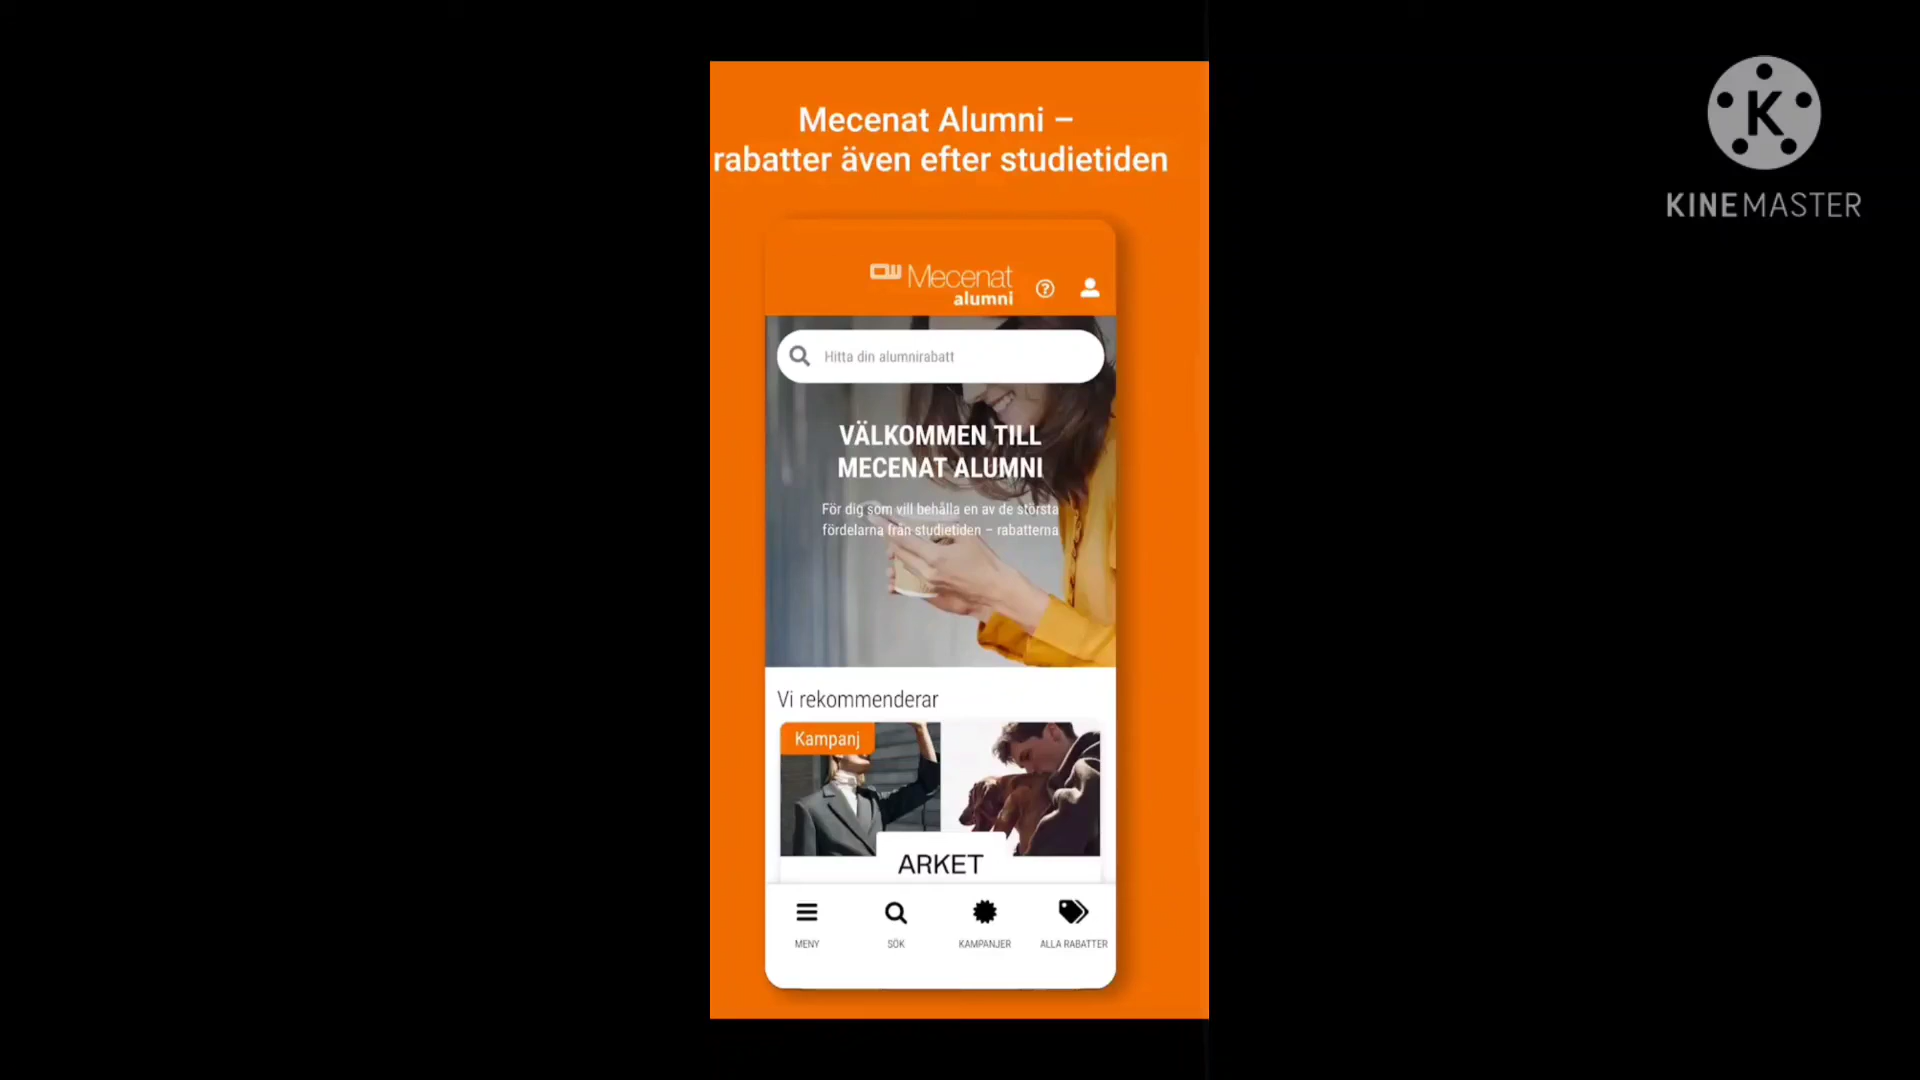 Mecenat Alumni –
rabatter även efter studietiden
K
KINEMASTER
Mecenat
alumni
Hitta din alumnirabatt
VÄLKOMMEN TILL
MECENAT ALUMNI
För dig som vill behålla en av de största
fördelarna från studietiden – rabatterna
Vi rekommenderar
Kampanj
ARKET
MENY
SÖK
KAMPANJER
ALLA RABATTER